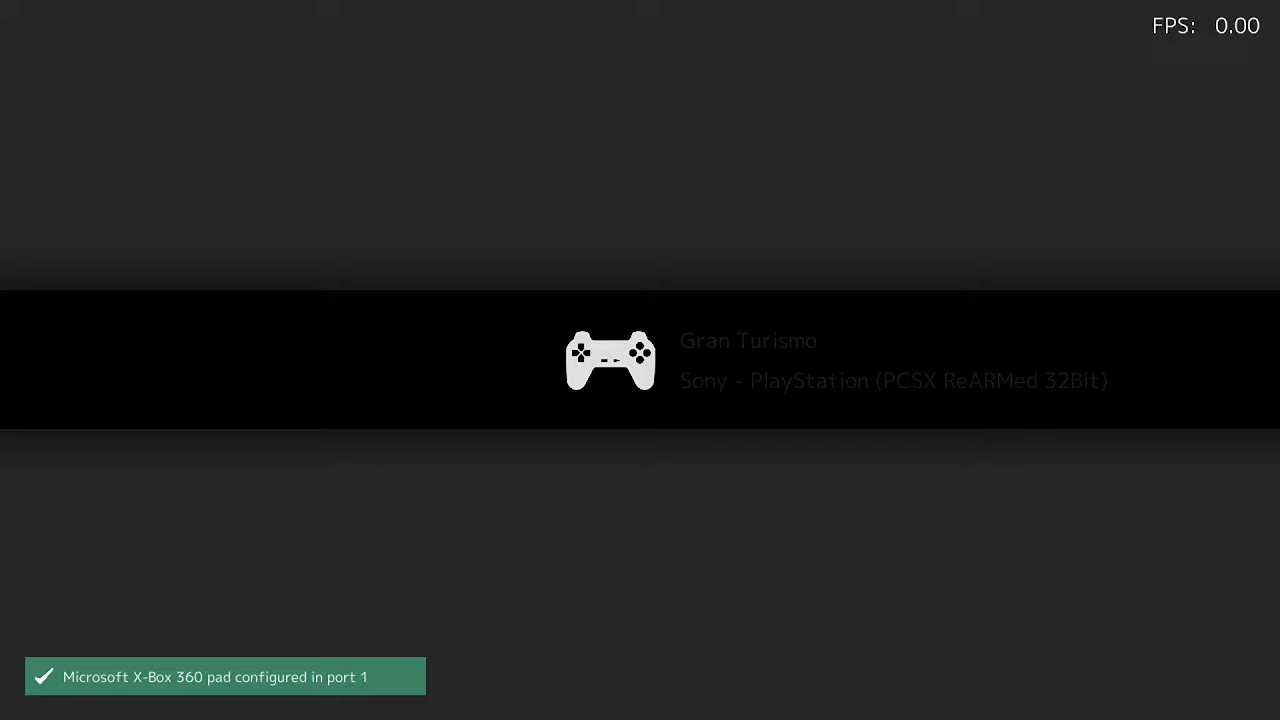 FPS: 0.00
Gran Turismo
Sony - PlayStation (PCSX ReARMed 32Bit)
Microsoft X-Box 360 pad configured in port 1